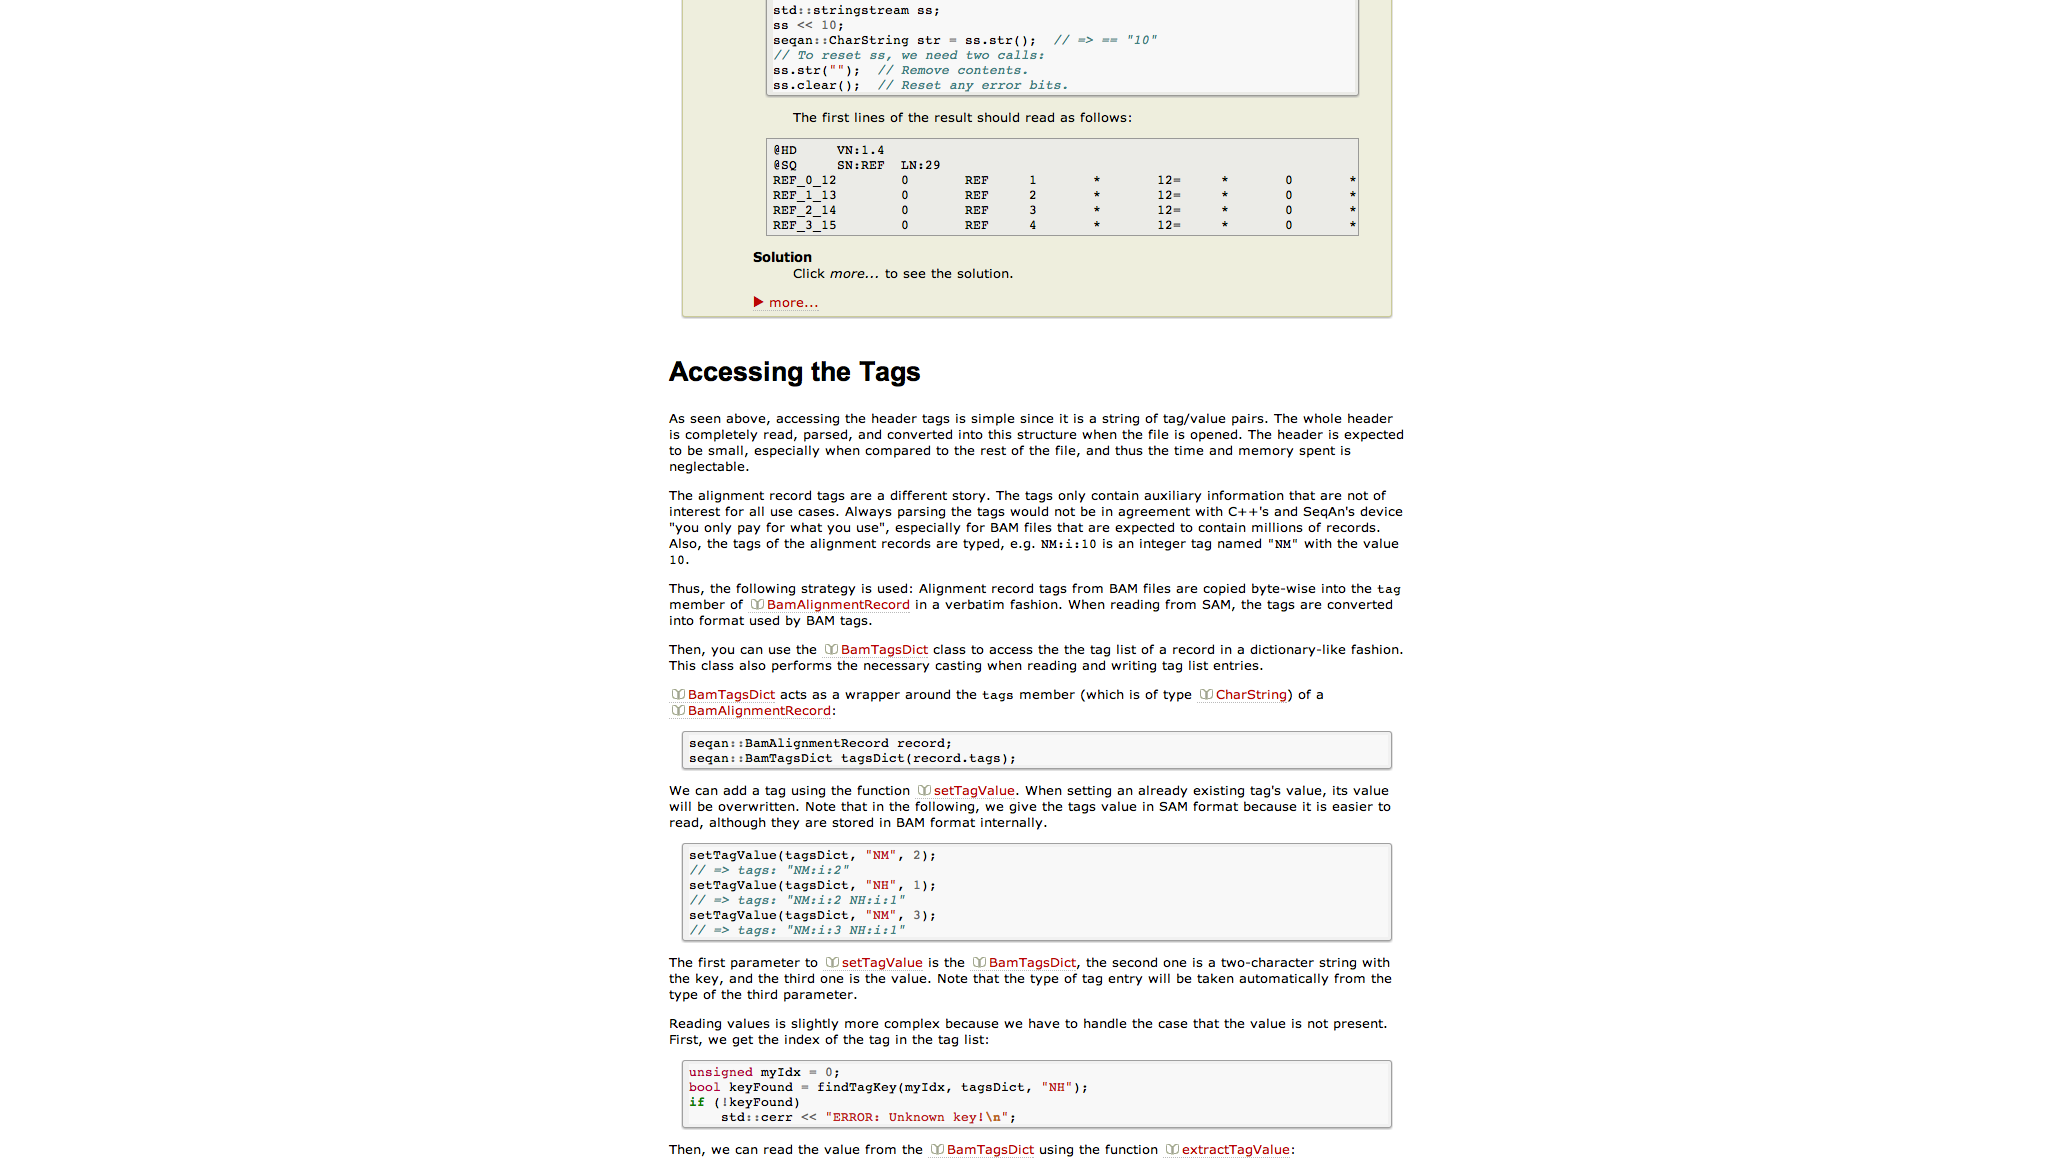 std::stringstream ss;
ss << 10;
seqan::CharString str = ss.str();  // => == "10"
// To reset ss, we need two calls:
ss.str("");  // Remove contents.
ss.clear();  // Reset any error bits.
The first lines of the result should read as follows:
@HD     VN:1.4
@SQ     SN:REF  LN:29
REF_0_12        0       REF     1       *       12=     *       0       *
REF_1_13        0       REF     2       *       12=     *       0       *
REF_2_14        0       REF     3       *       12=     *       0       *
REF_3_15        0       REF     4       *       12=     *       0       *
Solution
Click more... to see the solution.
more...
Accessing the Tags
As seen above, accessing the header tags is simple since it is a string of tag/value pairs. The whole header
is completely read, parsed, and converted into this structure when the file is opened. The header is expected
to be small, especially when compared to the rest of the file, and thus the time and memory spent is
neglectable.
The alignment record tags are a different story. The tags only contain auxiliary information that are not of
interest for all use cases. Always parsing the tags would not be in agreement with C++'s and SeqAn's device
"you only pay for what you use", especially for BAM files that are expected to contain millions of records.
Also, the tags of the alignment records are typed, e.g. NM:i:10 is an integer tag named "NM" with the value
10.
Thus, the following strategy is used: Alignment record tags from BAM files are copied byte-wise into the tag
member of BamAlignmentRecord in a verbatim fashion. When reading from SAM, the tags are converted
into format used by BAM tags.
Then, you can use the BamTagsDict class to access the the tag list of a record in a dictionary-like fashion.
This class also performs the necessary casting when reading and writing tag list entries.
BamTagsDict acts as a wrapper around the tags member (which is of type CharString) of a
BamAlignmentRecord:
seqan::BamAlignmentRecord record;
seqan::BamTagsDict tagsDict(record.tags);
We can add a tag using the function setTagValue. When setting an already existing tag's value, its value
will be overwritten. Note that in the following, we give the tags value in SAM format because it is easier to
read, although they are stored in BAM format internally.
setTagValue(tagsDict, "NM", 2);
// => tags: "NM:i:2"
setTagValue(tagsDict, "NH", 1);
// => tags: "NM:i:2 NH:i:1"
setTagValue(tagsDict, "NM", 3);
// => tags: "NM:i:3 NH:i:1"
The first parameter to setTagValue is the BamTagsDict, the second one is a two-character string with
the key, and the third one is the value. Note that the type of tag entry will be taken automatically from the
type of the third parameter.
Reading values is slightly more complex because we have to handle the case that the value is not present.
First, we get the index of the tag in the tag list:
unsigned myIdx = 0;
bool keyFound = findTagKey(myIdx, tagsDict, "NH");
if (!keyFound)
    std::cerr << "ERROR: Unknown key!\n";
Then, we can read the value from the BamTagsDict using the function extractTagValue: